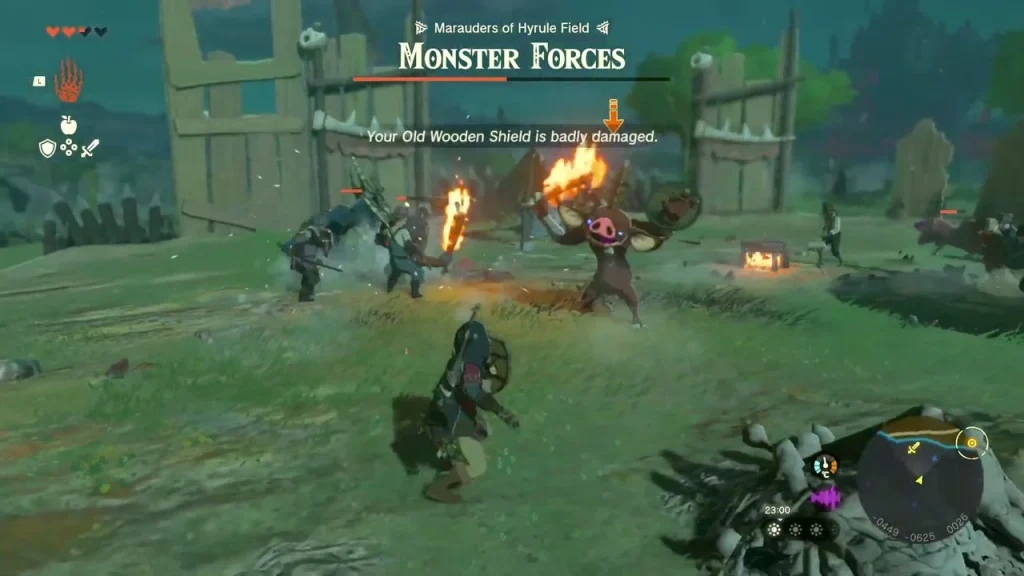 Marauders of Hyrule Field
MONSTER FORCES
L
Your Old Wooden Shield is badly damaged.
23:00
-0449 -0625 0026